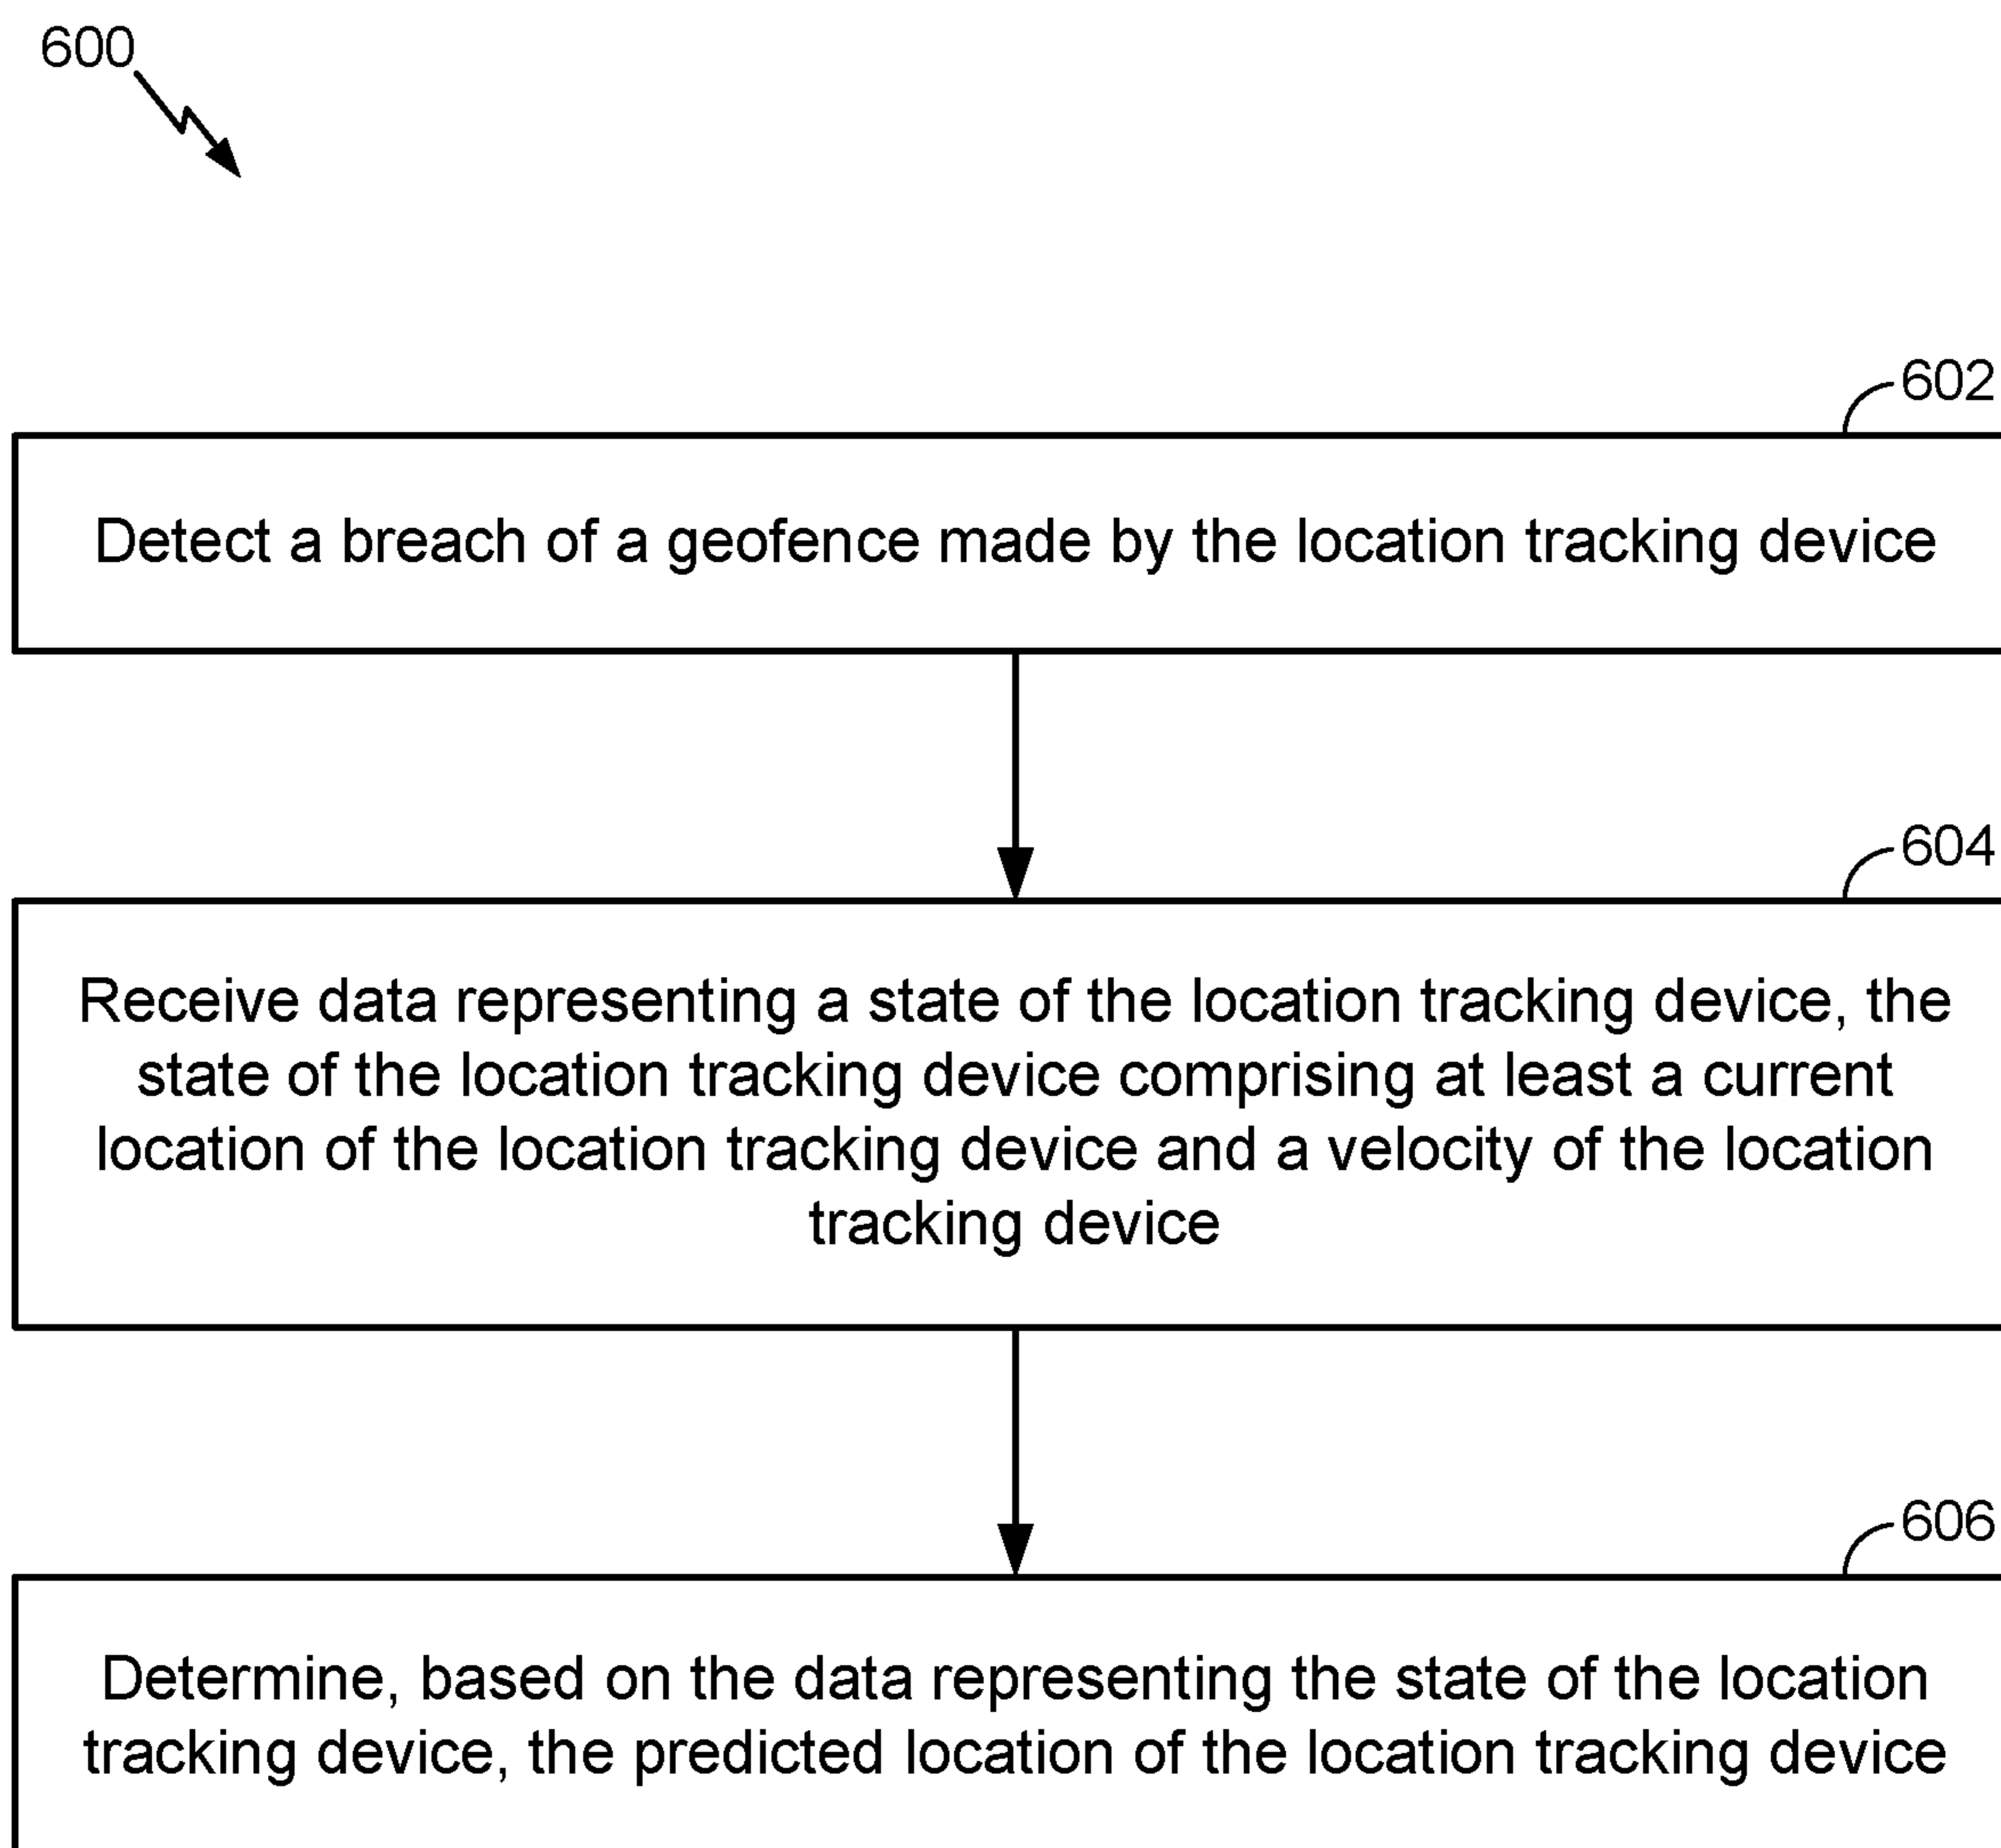 600
602
Detect a breach of a geofence made by the location tracking device
604
Receive data representing a state of the location tracking device, the
state of the location tracking device comprising at least a current
location of the location tracking device and a velocity of the location
tracking device
606
Determine, based on the data representing the state of the location
tracking device, the predicted location of the location tracking device